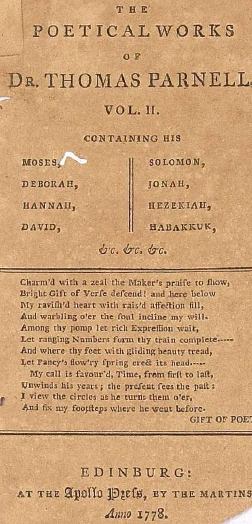 THE
POETICAL WORKS
OF
DR. THOMAS PARNELL.
VOL. II.
CONTAINING HIS
MOSES, SOLOMON,
DEBORAH, JONAH,
HANNAH, HEZEKIAH,
DAVID, HABAKKUK,
&c. &c. &c.
Charm'd with a zeal the Maker's praiſe to ſhow,
Bright Gift of Verſe deſcend! and here below
My raviſh'd heart with rais'd affection fill,
And warbling o'er the ſoul incline my will.
Among thy pomp let rich Expreſſion wait,
Let ranging Numbers form thy train complete-----
And where thy feet with gliding beauty tread,
Let Fancy's flow'ry ſpring erect its head.-----
My call is favour'd, Time, from firſt to laſt,
Unwinds his years; the preſent ſees the paſt:
I view the circles as he turns them o'er,
And fix my footſteps where he went before.
GIFT OF POET
EDINBURG:
AT THE Apollo Preſs, BY THE MARTINS
Anno 1778.